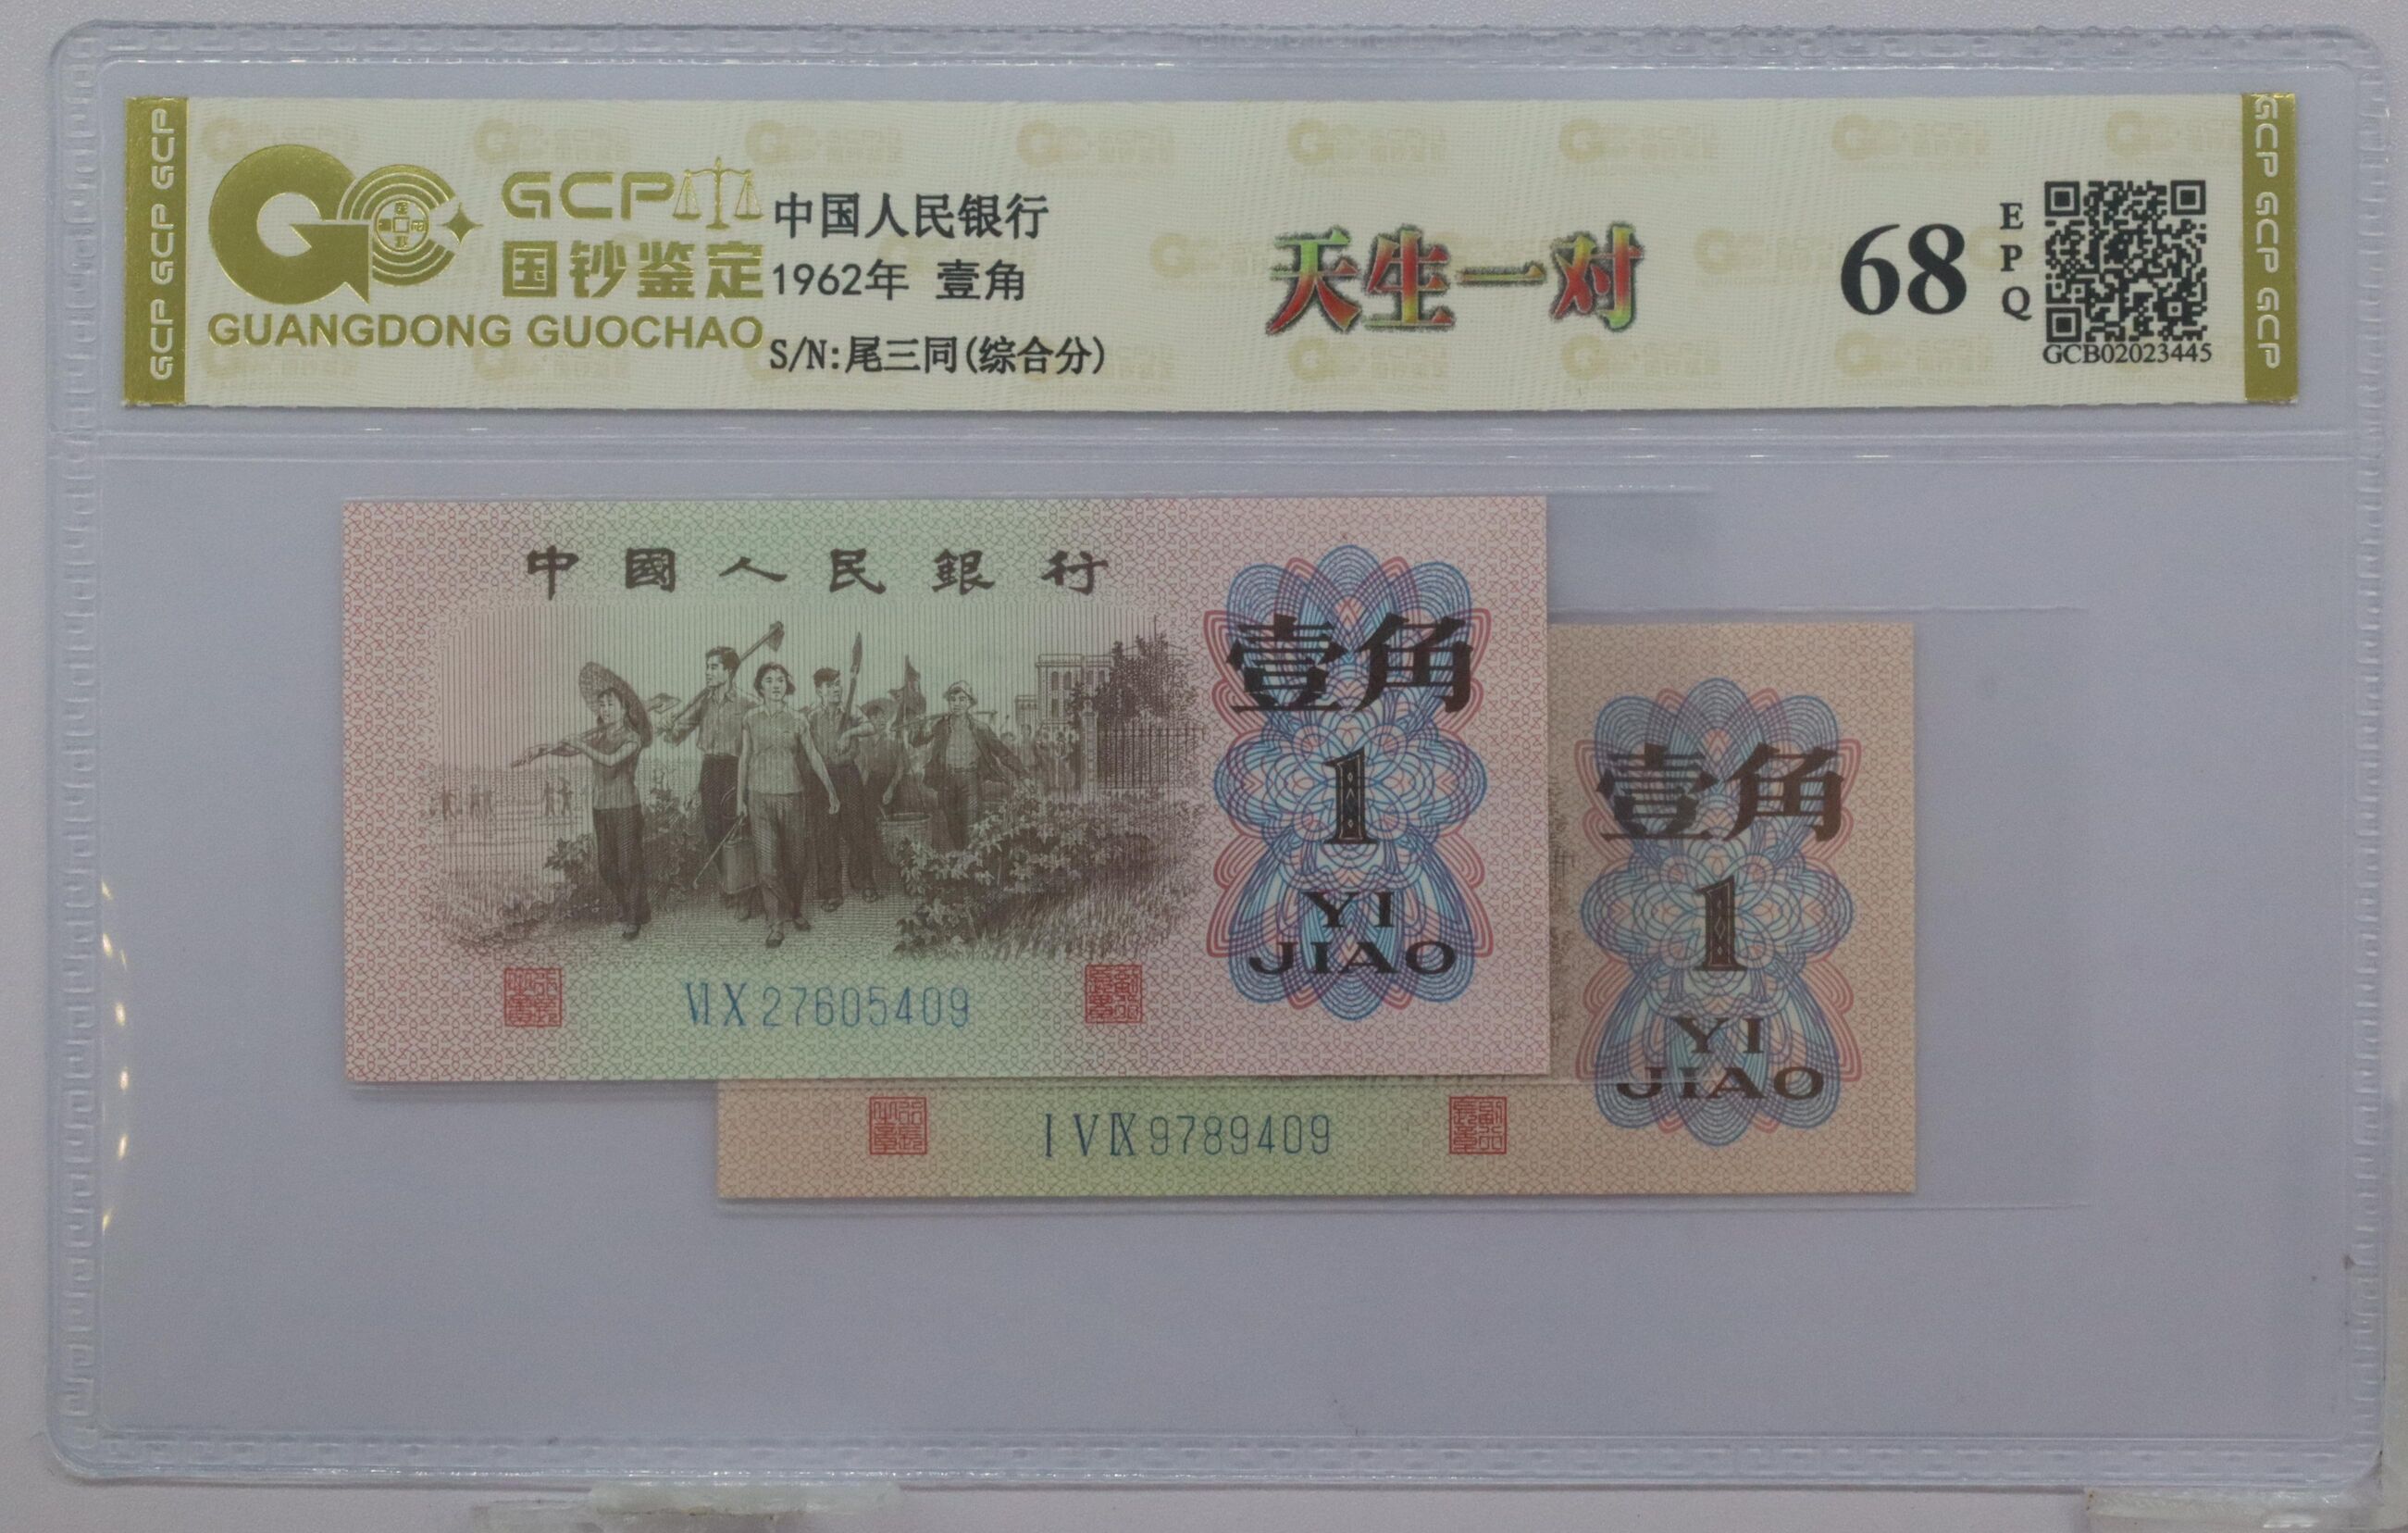 GCP GCP GCP
GCP
国钞鉴定
GUANGDONG GUOCHAO
中国人民银行
1962年 壹角
S/N:尾三同(综合分)
天生一对
68
EPQ
GCB02023445
GCP GCP GCP
中國人民銀行
壹角
1
YI
JIAO
VI X 27605409
壹角
1
YI
JIAO
I V IX 9789409